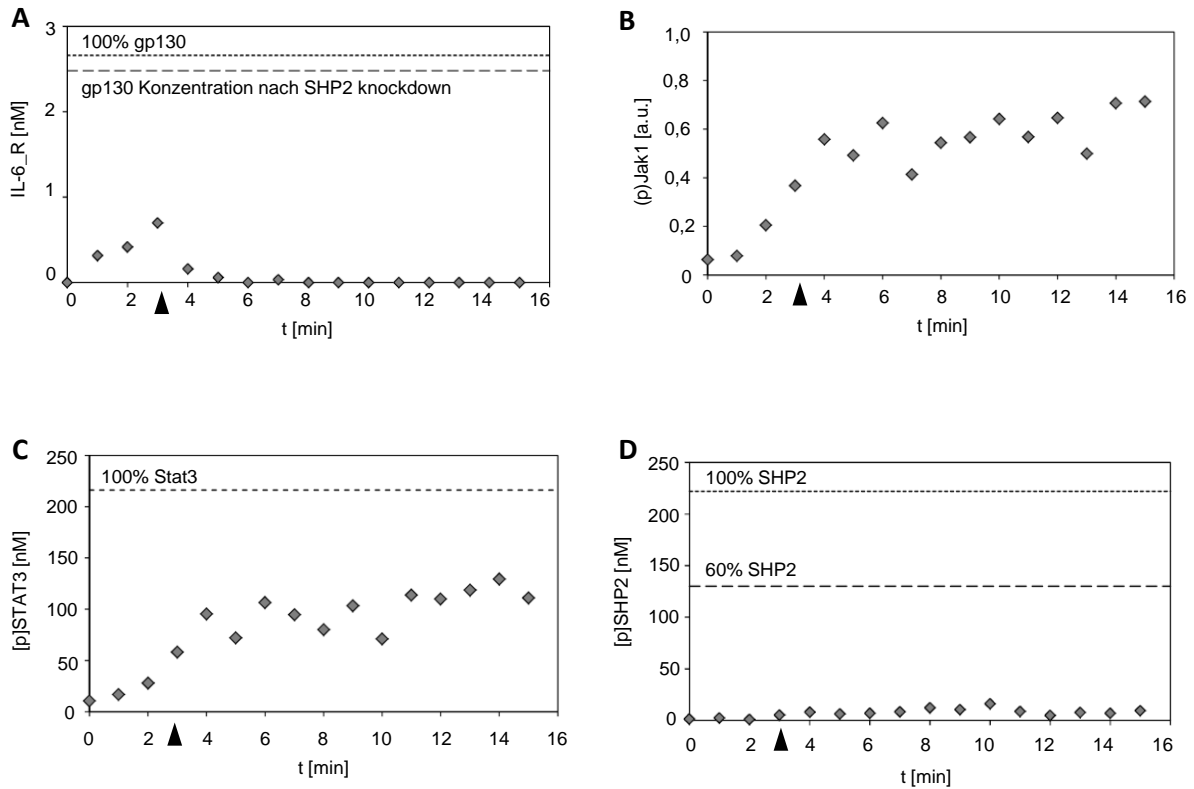 A
3
100% gp130
gp130 Konzentration nach SHP2 knockdown
2
1
0
IL-6_R [nM]
0 2 4 6 8 10 12 14 16
t [min]
B
1,0
0,8
0,6
0,4
0,2
0
(p)Jak1 [a.u.]
0 2 4 6 8 10 12 14 16
t [min]
C
250
100% Stat3
200
150
100
50
0
[p]STAT3 [nM]
0 2 4 6 8 10 12 14 16
t [min]
D
250
100% SHP2
200
150
60% SHP2
100
50
0
[p]SHP2 [nM]
0 2 4 6 8 10 12 14 16
t [min]